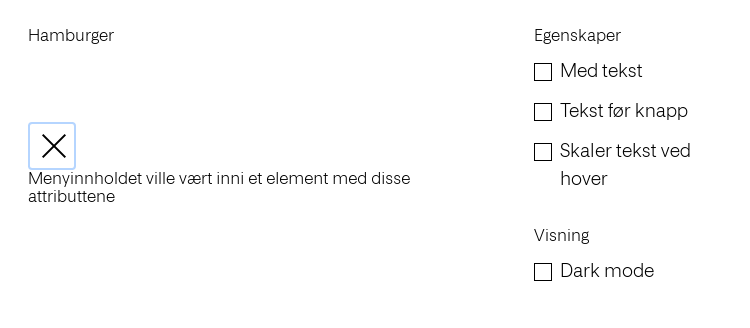 Hamburger
Menyinnholdet ville vært inni et element med disse
attributtene
Egenskaper
Med tekst
Tekst før knapp
Skaler tekst ved
hover
Visning
Dark mode